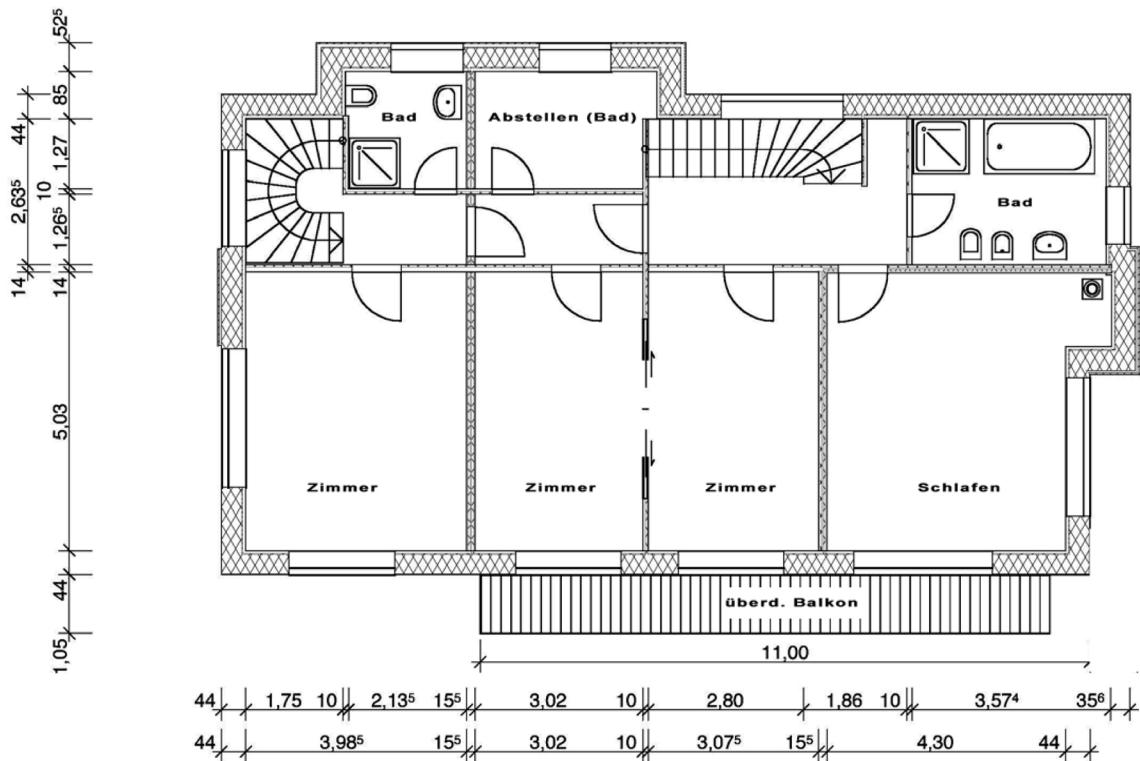 Bad
Abstellen (Bad)
Bad
Zimmer
Zimmer
Zimmer
Schlafen
überd. Balkon
52⁵
85
44
1,27
10
2,63⁵
1,26⁵
14
14
5,03
44
1,05
11,00
44 1,75 10 2,13⁵ 15⁵ 3,02 10 2,80 1,86 10 3,57⁴ 35⁶
44 3,98⁵ 15⁵ 3,02 10 3,07⁵ 15⁵ 4,30 44